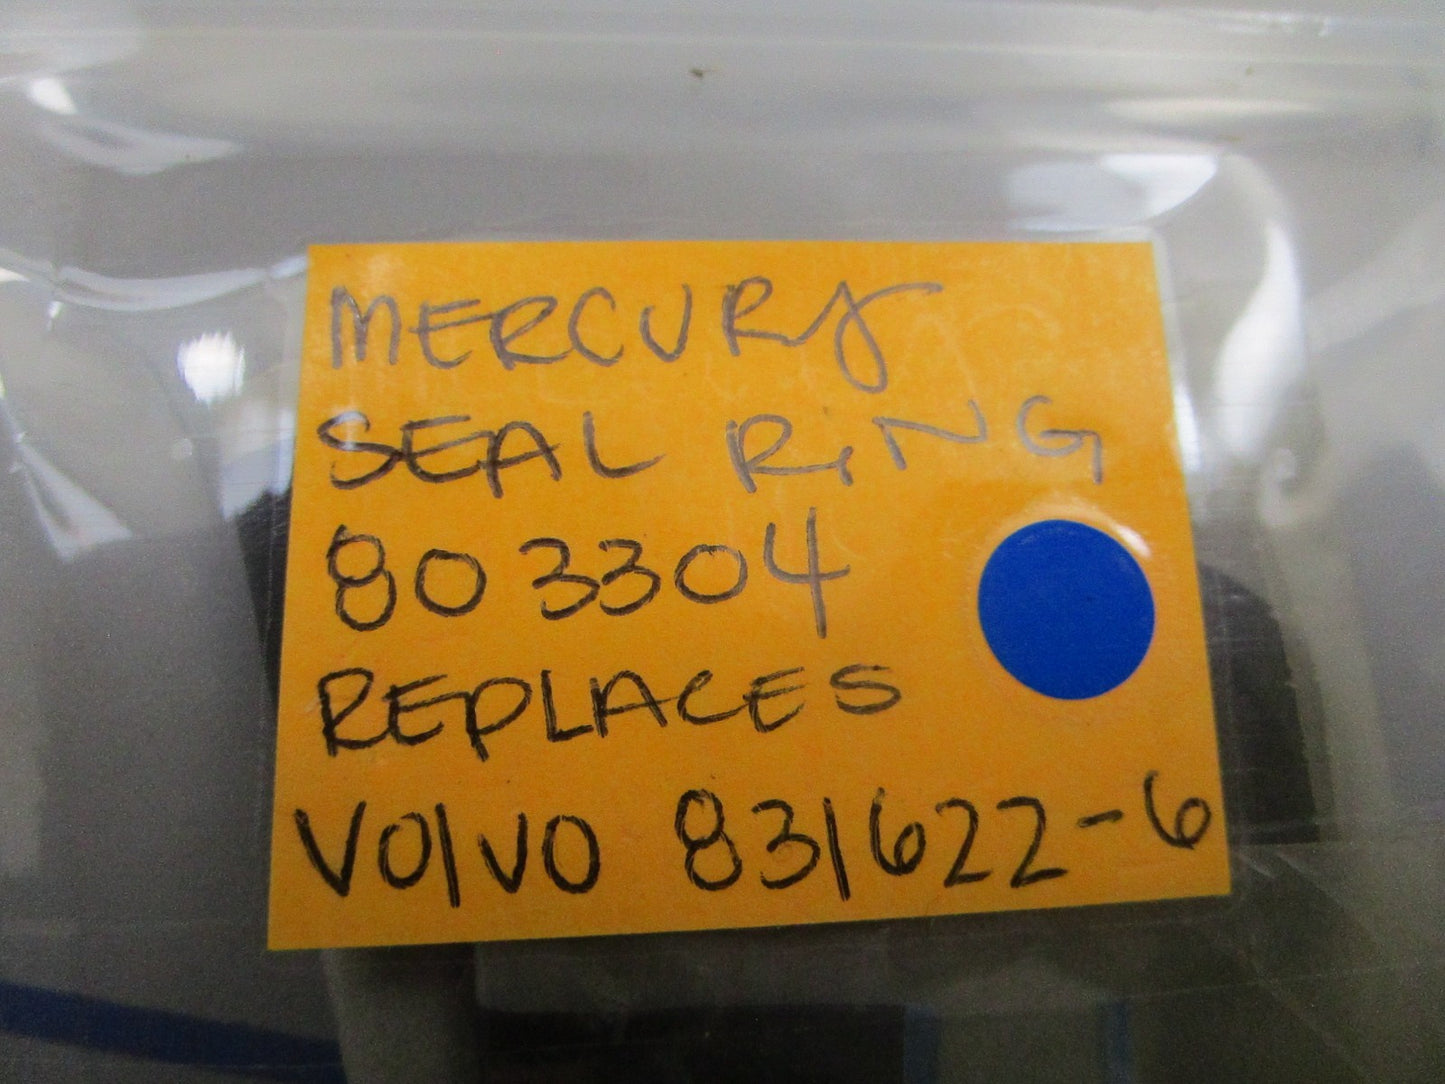 MERCURY
SEAL RING
803304
REPLACES
VOLVO 831622-6